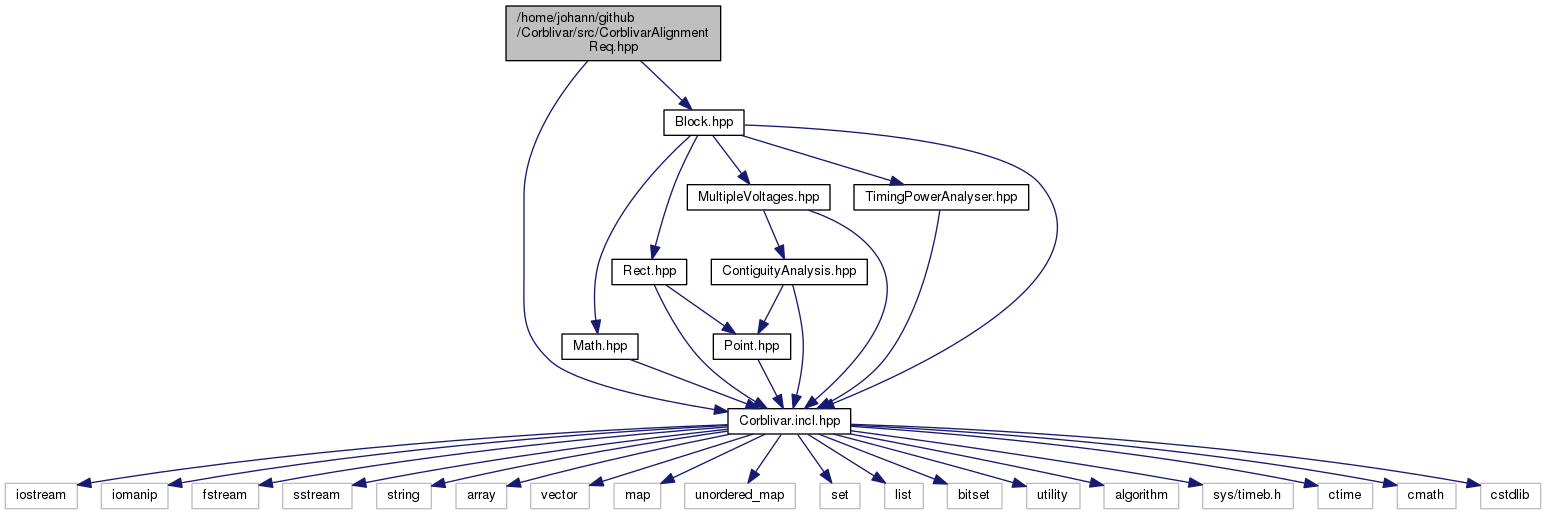 /home/johann/github
/Corblivar/src/CorblivarAlignment
Req.hpp
Block.hpp
MultipleVoltages.hpp
TimingPowerAnalyser.hpp
Rect.hpp
ContiguityAnalysis.hpp
Math.hpp
Point.hpp
Corblivar.incl.hpp
iostream
iomanip
fstream
sstream
string
array
vector
map
unordered_map
set
list
bitset
utility
algorithm
sys/timeb.h
ctime
cmath
cstdlib